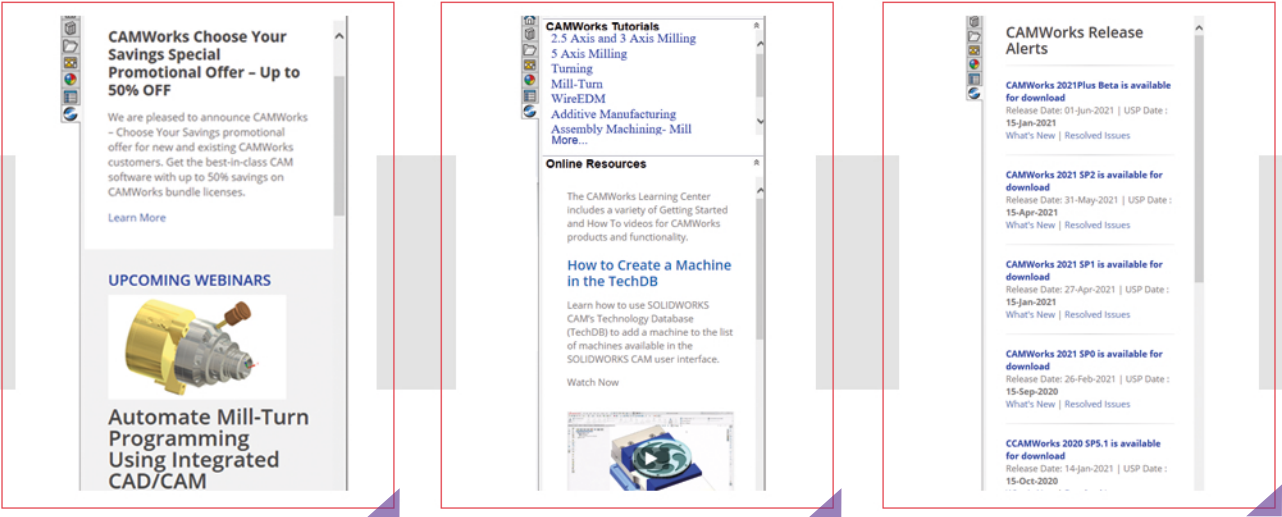 CAMWorks Choose Your
Savings Special
Promotional Offer – Up to
50% OFF
We are pleased to announce CAMWorks
– Choose Your Savings promotional
offer for new and existing CAMWorks
customers. Get the best-in-class CAM
software with up to 50% savings on
CAMWorks bundle licenses.
Learn More
UPCOMING WEBINARS
Automate Mill-Turn
Programming
Using Integrated
CAD/CAM
CAMWorks Tutorials
2.5 Axis and 3 Axis Milling
5 Axis Milling
Turning
Mill-Turn
WireEDM
Additive Manufacturing
Assembly Machining- Mill
More...
Online Resources
The CAMWorks Learning Center
includes a variety of Getting Started
and How To videos for CAMWorks
products and functionality.
How to Create a Machine
in the TechDB
Learn how to use SOLIDWORKS
CAM's Technology Database
(TechDB) to add a machine to the list
of machines available in the
SOLIDWORKS CAM user interface.
Watch Now
CAMWorks Release
Alerts
CAMWorks 2021Plus Beta is available
for download
Release Date: 01-Jun-2021 | USP Date :
15-Jan-2021
What's New | Resolved Issues
CAMWorks 2021 SP2 is available for
download
Release Date: 31-May-2021 | USP Date :
15-Apr-2021
What's New | Resolved Issues
CAMWorks 2021 SP1 is available for
download
Release Date: 27-Apr-2021 | USP Date :
15-Jan-2021
What's New | Resolved Issues
CAMWorks 2021 SP0 is available for
download
Release Date: 26-Feb-2021 | USP Date :
15-Sep-2020
What's New | Resolved Issues
CCAMWorks 2020 SP5.1 is available
for download
Release Date: 14-Jan-2021 | USP Date :
15-Oct-2020